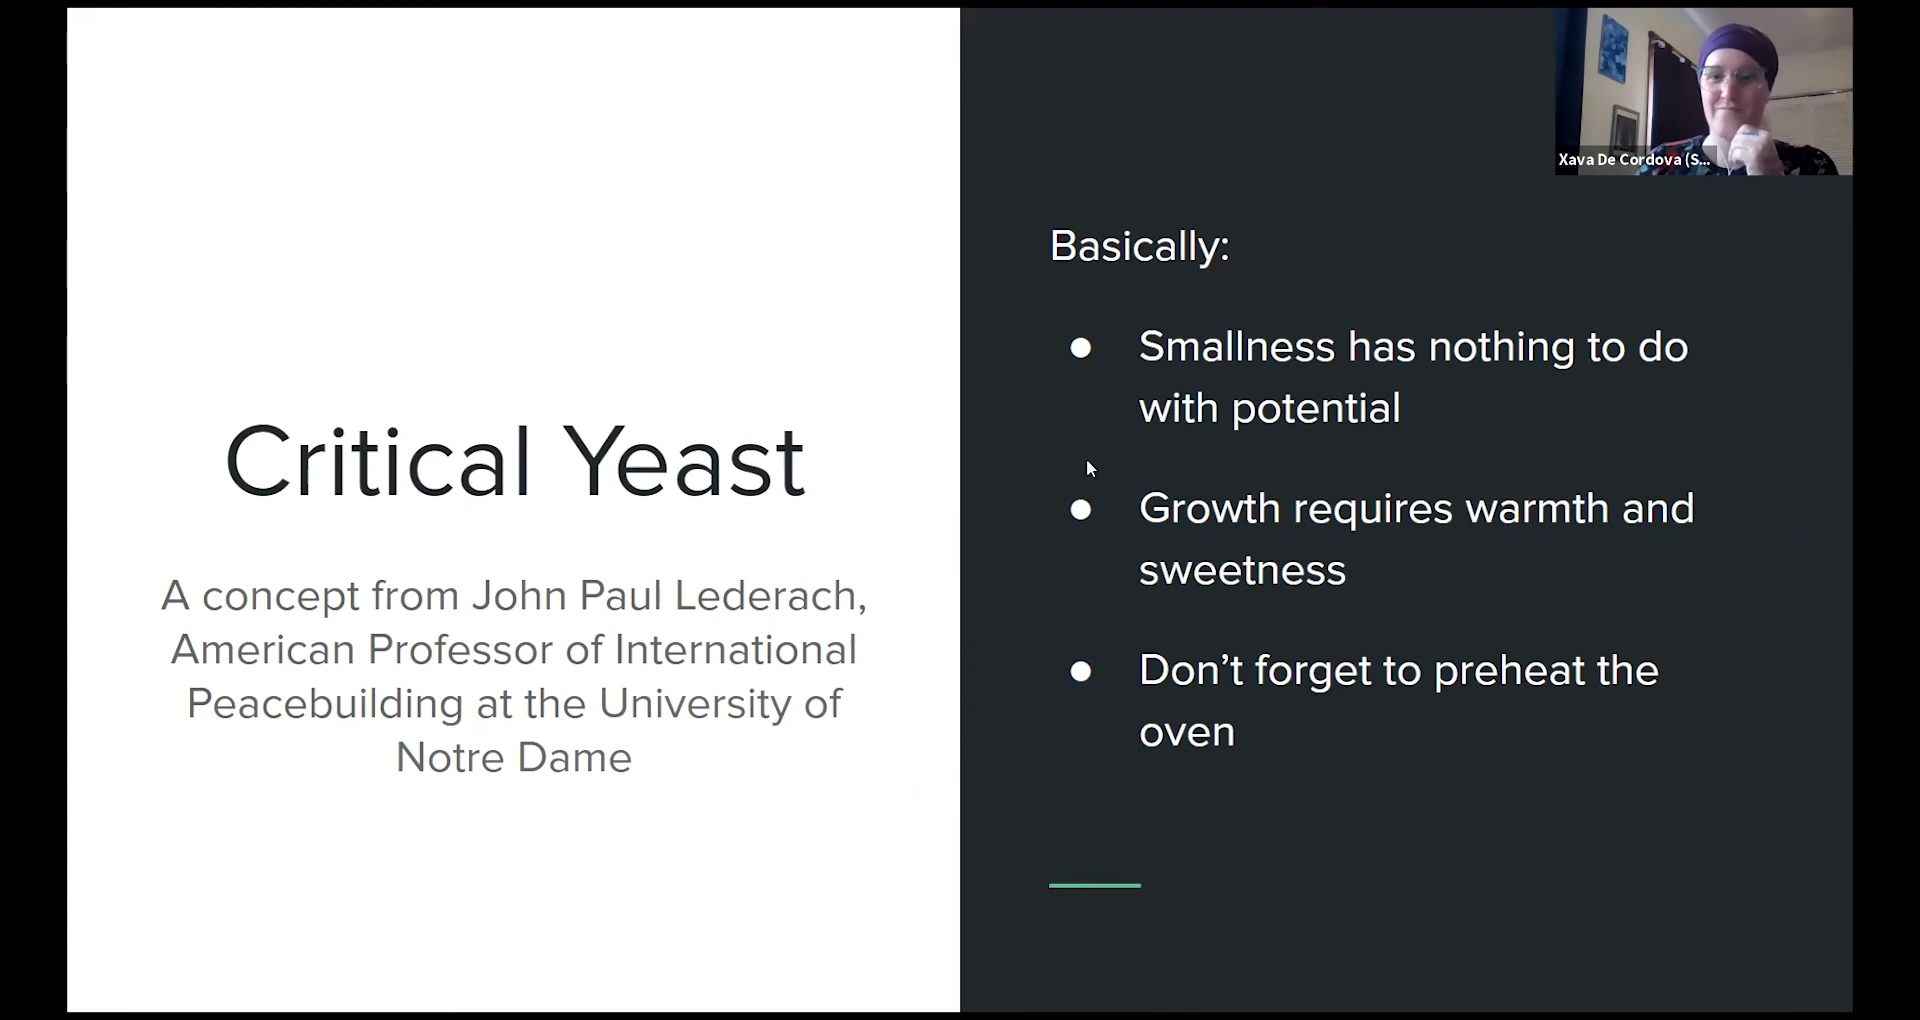 Critical Yeast
A concept from John Paul Lederach,
American Professor of International
Peacebuilding at the University of
Notre Dame
Xava De Cordova (S...
Basically:
● Smallness has nothing to do
with potential
● Growth requires warmth and
sweetness
● Don’t forget to preheat the
oven